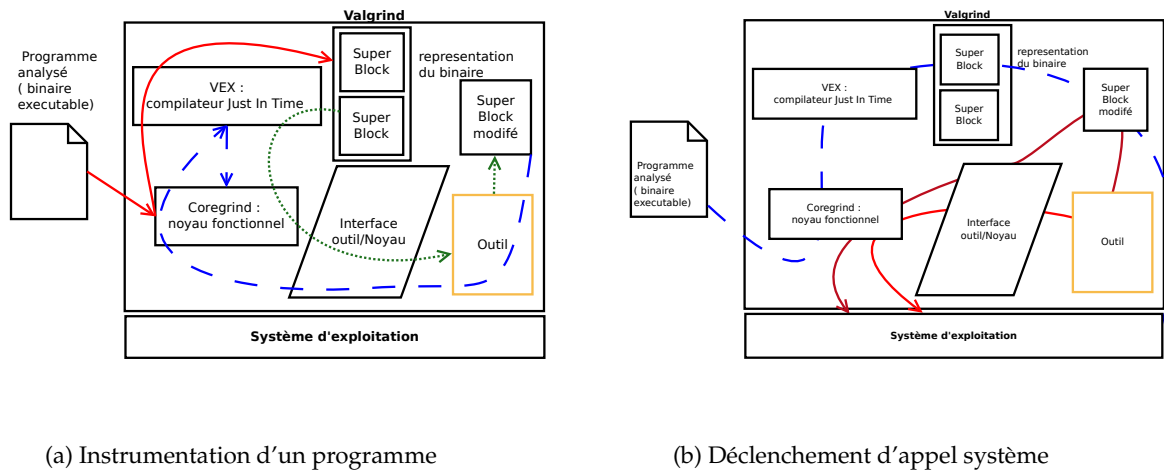 Valgrind
Programme
analysé
( binaire
executable)
Super
Block
representation
du binaire
VEX :
compilateur Just In Time
Super
Block
Super
Block
modifé
Coregrind :
noyau fonctionnel
Interface
outil/Noyau
Outil
Système d'exploitation
(a) Instrumentation d'un programme
Valgrind
Super
Block
representation
du binaire
VEX :
compilateur Just In Time
Super
Block
Super
Block
modifé
Programme
analysé
( binaire
executable)
Coregrind :
noyau fonctionnel
Interface
outil/Noyau
Outil
Système d'exploitation
(b) Déclenchement d'appel système